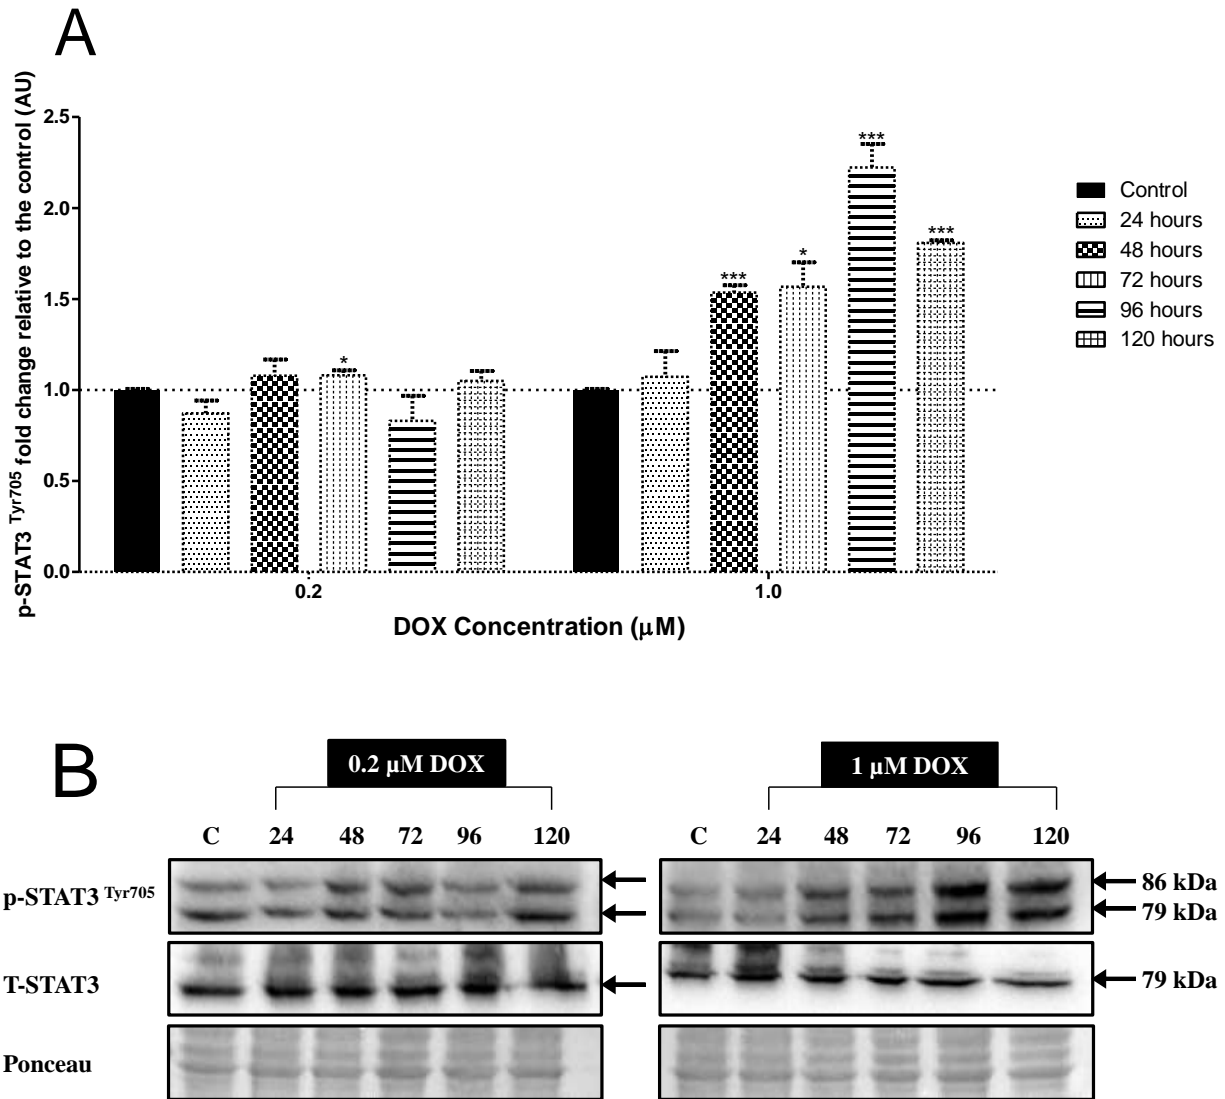 A
p-STAT3 Tyr705 fold change relative to the control (AU)
2.5
2.0
1.5
1.0
0.5
0.0
*
***
*
***
***
0.2
1.0
DOX Concentration (µM)
Control
24 hours
48 hours
72 hours
96 hours
120 hours
B
0.2 µM DOX
1 µM DOX
C 24 48 72 96 120
C 24 48 72 96 120
p-STAT3 Tyr705
86 kDa
79 kDa
T-STAT3
79 kDa
Ponceau